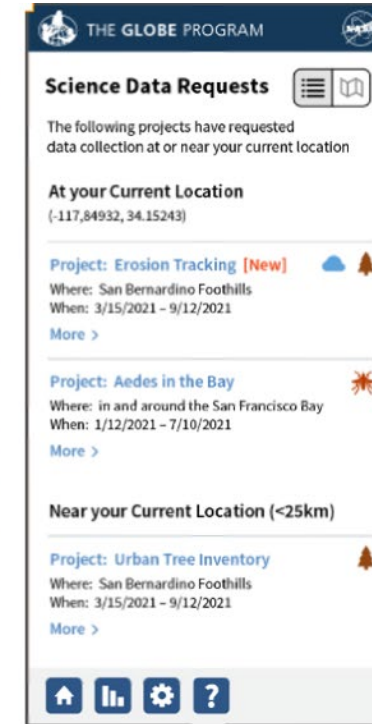 THE GLOBE PROGRAM
NASA
Science Data Requests
The following projects have requested
data collection at or near your current location
At your Current Location
(-117,84932, 34.15243)
Project: Erosion Tracking [New]
Where: San Bernardino Foothills
When: 3/15/2021 – 9/12/2021
More >
Project: Aedes in the Bay
Where: in and around the San Francisco Bay
When: 1/12/2021 – 7/10/2021
More >
Near your Current Location (<25km)
Project: Urban Tree Inventory
Where: San Bernardino Foothills
When: 3/15/2021 – 9/12/2021
More >
?